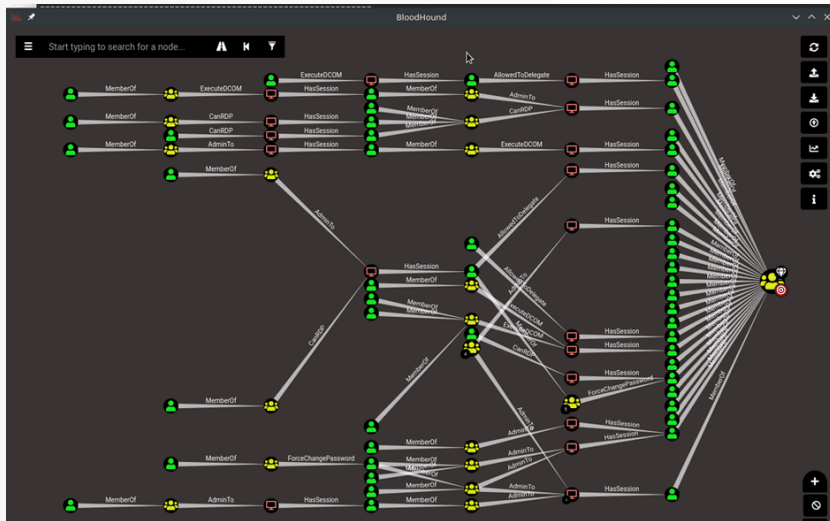 BloodHound
Start typing to search for a node...
ExecuteDCOM HasSession AllowedToDelegate HasSession
MemberOf ExecuteDCOM HasSession MemberOf AdminTo
MemberOf CanRDP HasSession MemberOf CanRDP HasSession
CanRDP HasSession MemberOf
MemberOf AdminTo HasSession MemberOf ExecuteDCOM HasSession
MemberOf
HasSession
MemberOf
AdminTo
AllowedToDelegate
HasSession
HasSession
MemberOf
AllowedToDelegate
AdminTo
MemberOf
MemberOf
ExecuteDCOM
HasSession
CanRDP
HasSession
CanRDP
HasSession
MemberOf
ForceChangePassword
MemberOf
MemberOf
AdminTo
HasSession
AdminTo
HasSession
MemberOf
MemberOf ForceChangePassword MemberOf AdminTo
MemberOf
AdminTo
MemberOf AdminTo HasSession MemberOf AdminTo HasSession